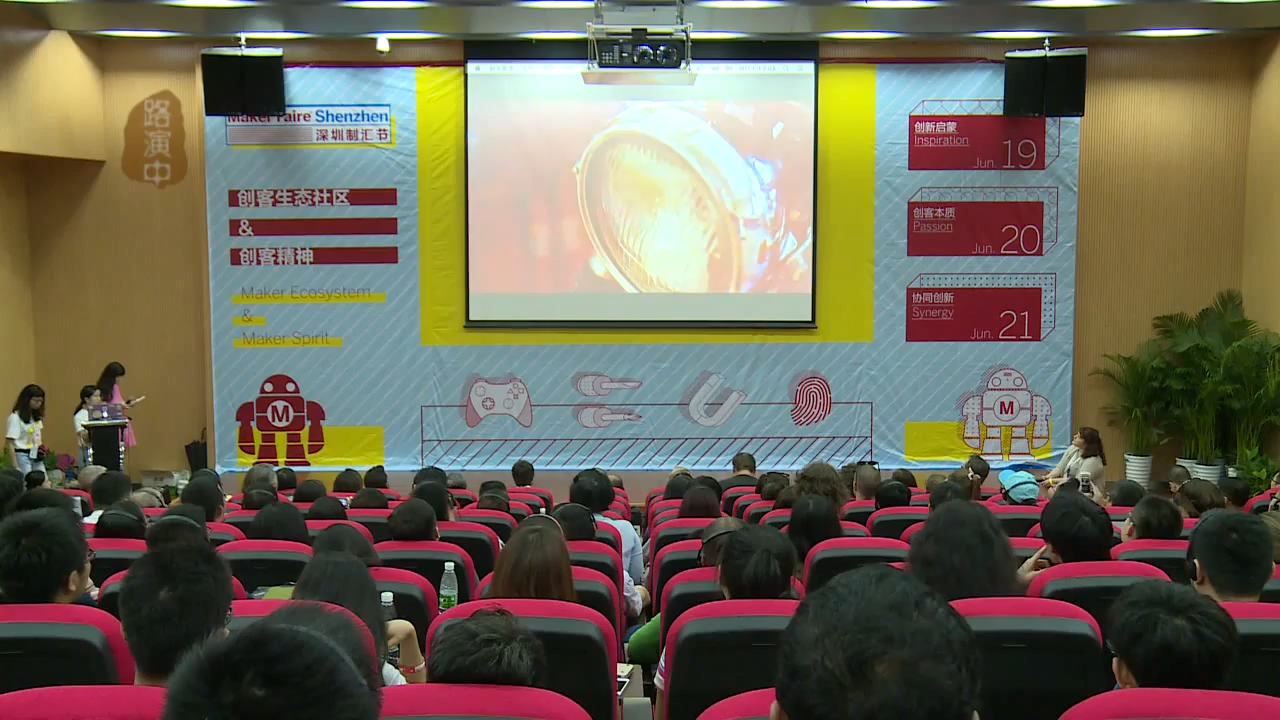 路演中
Maker Faire Shenzhen
深圳制汇节
创客生态社区
&
创客精神
Maker Ecosystem
&
Maker Spirit
创新启蒙
Inspiration
Jun. 19
创客本质
Passion
Jun. 20
协同创新
Synergy
Jun. 21
M
M